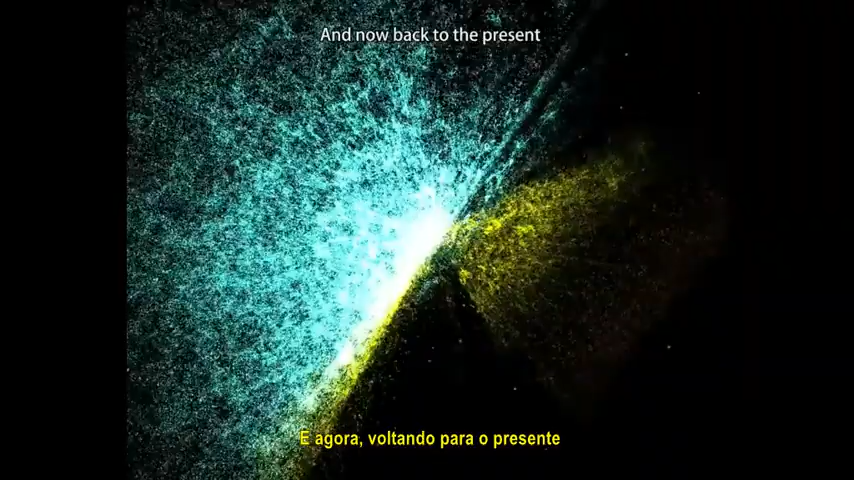 And now back to the present
E agora, voltando para o presente